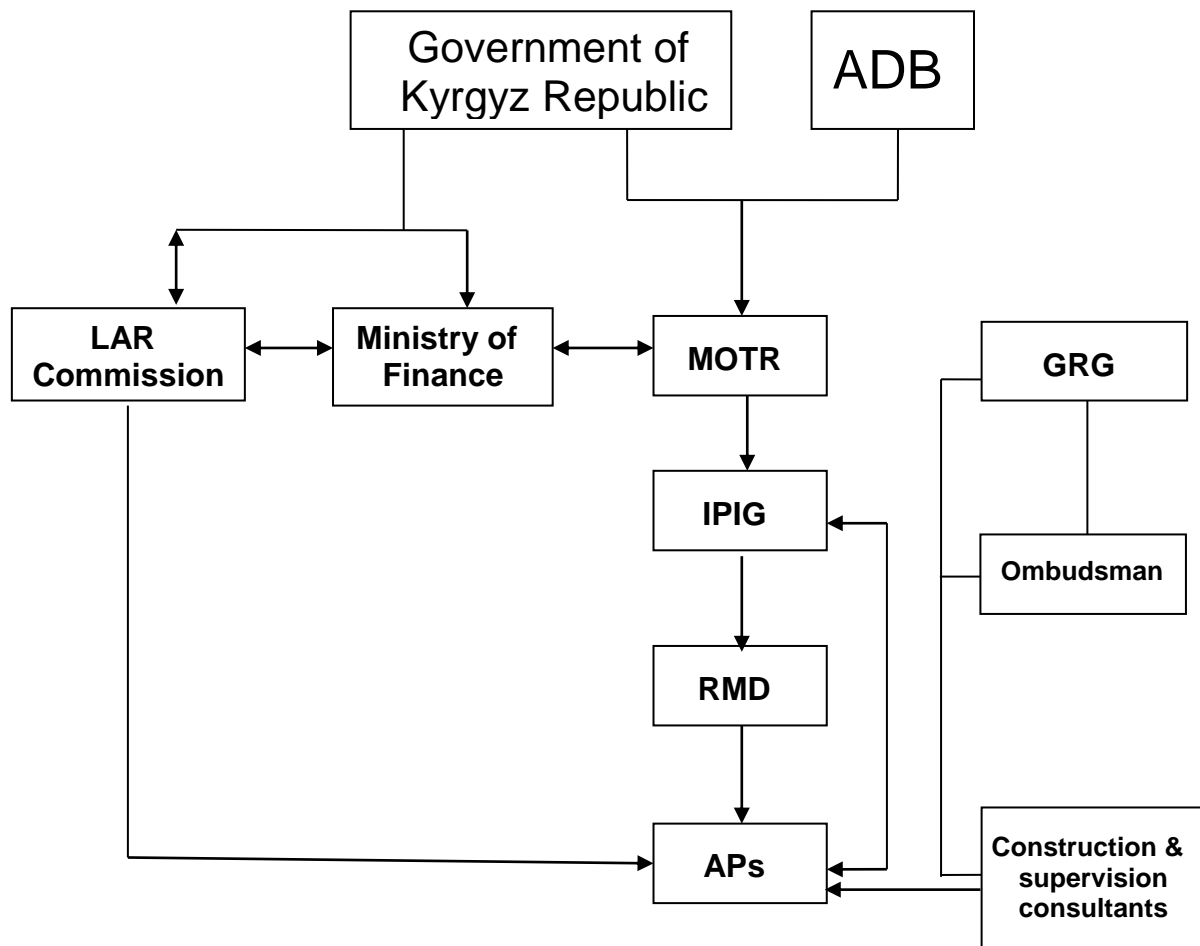 Government of
Kyrgyz Republic
ADB
LAR
Commission
Ministry of
Finance
MOTR
GRG
IPIG
Ombudsman
RMD
APs
Construction &
supervision
consultants